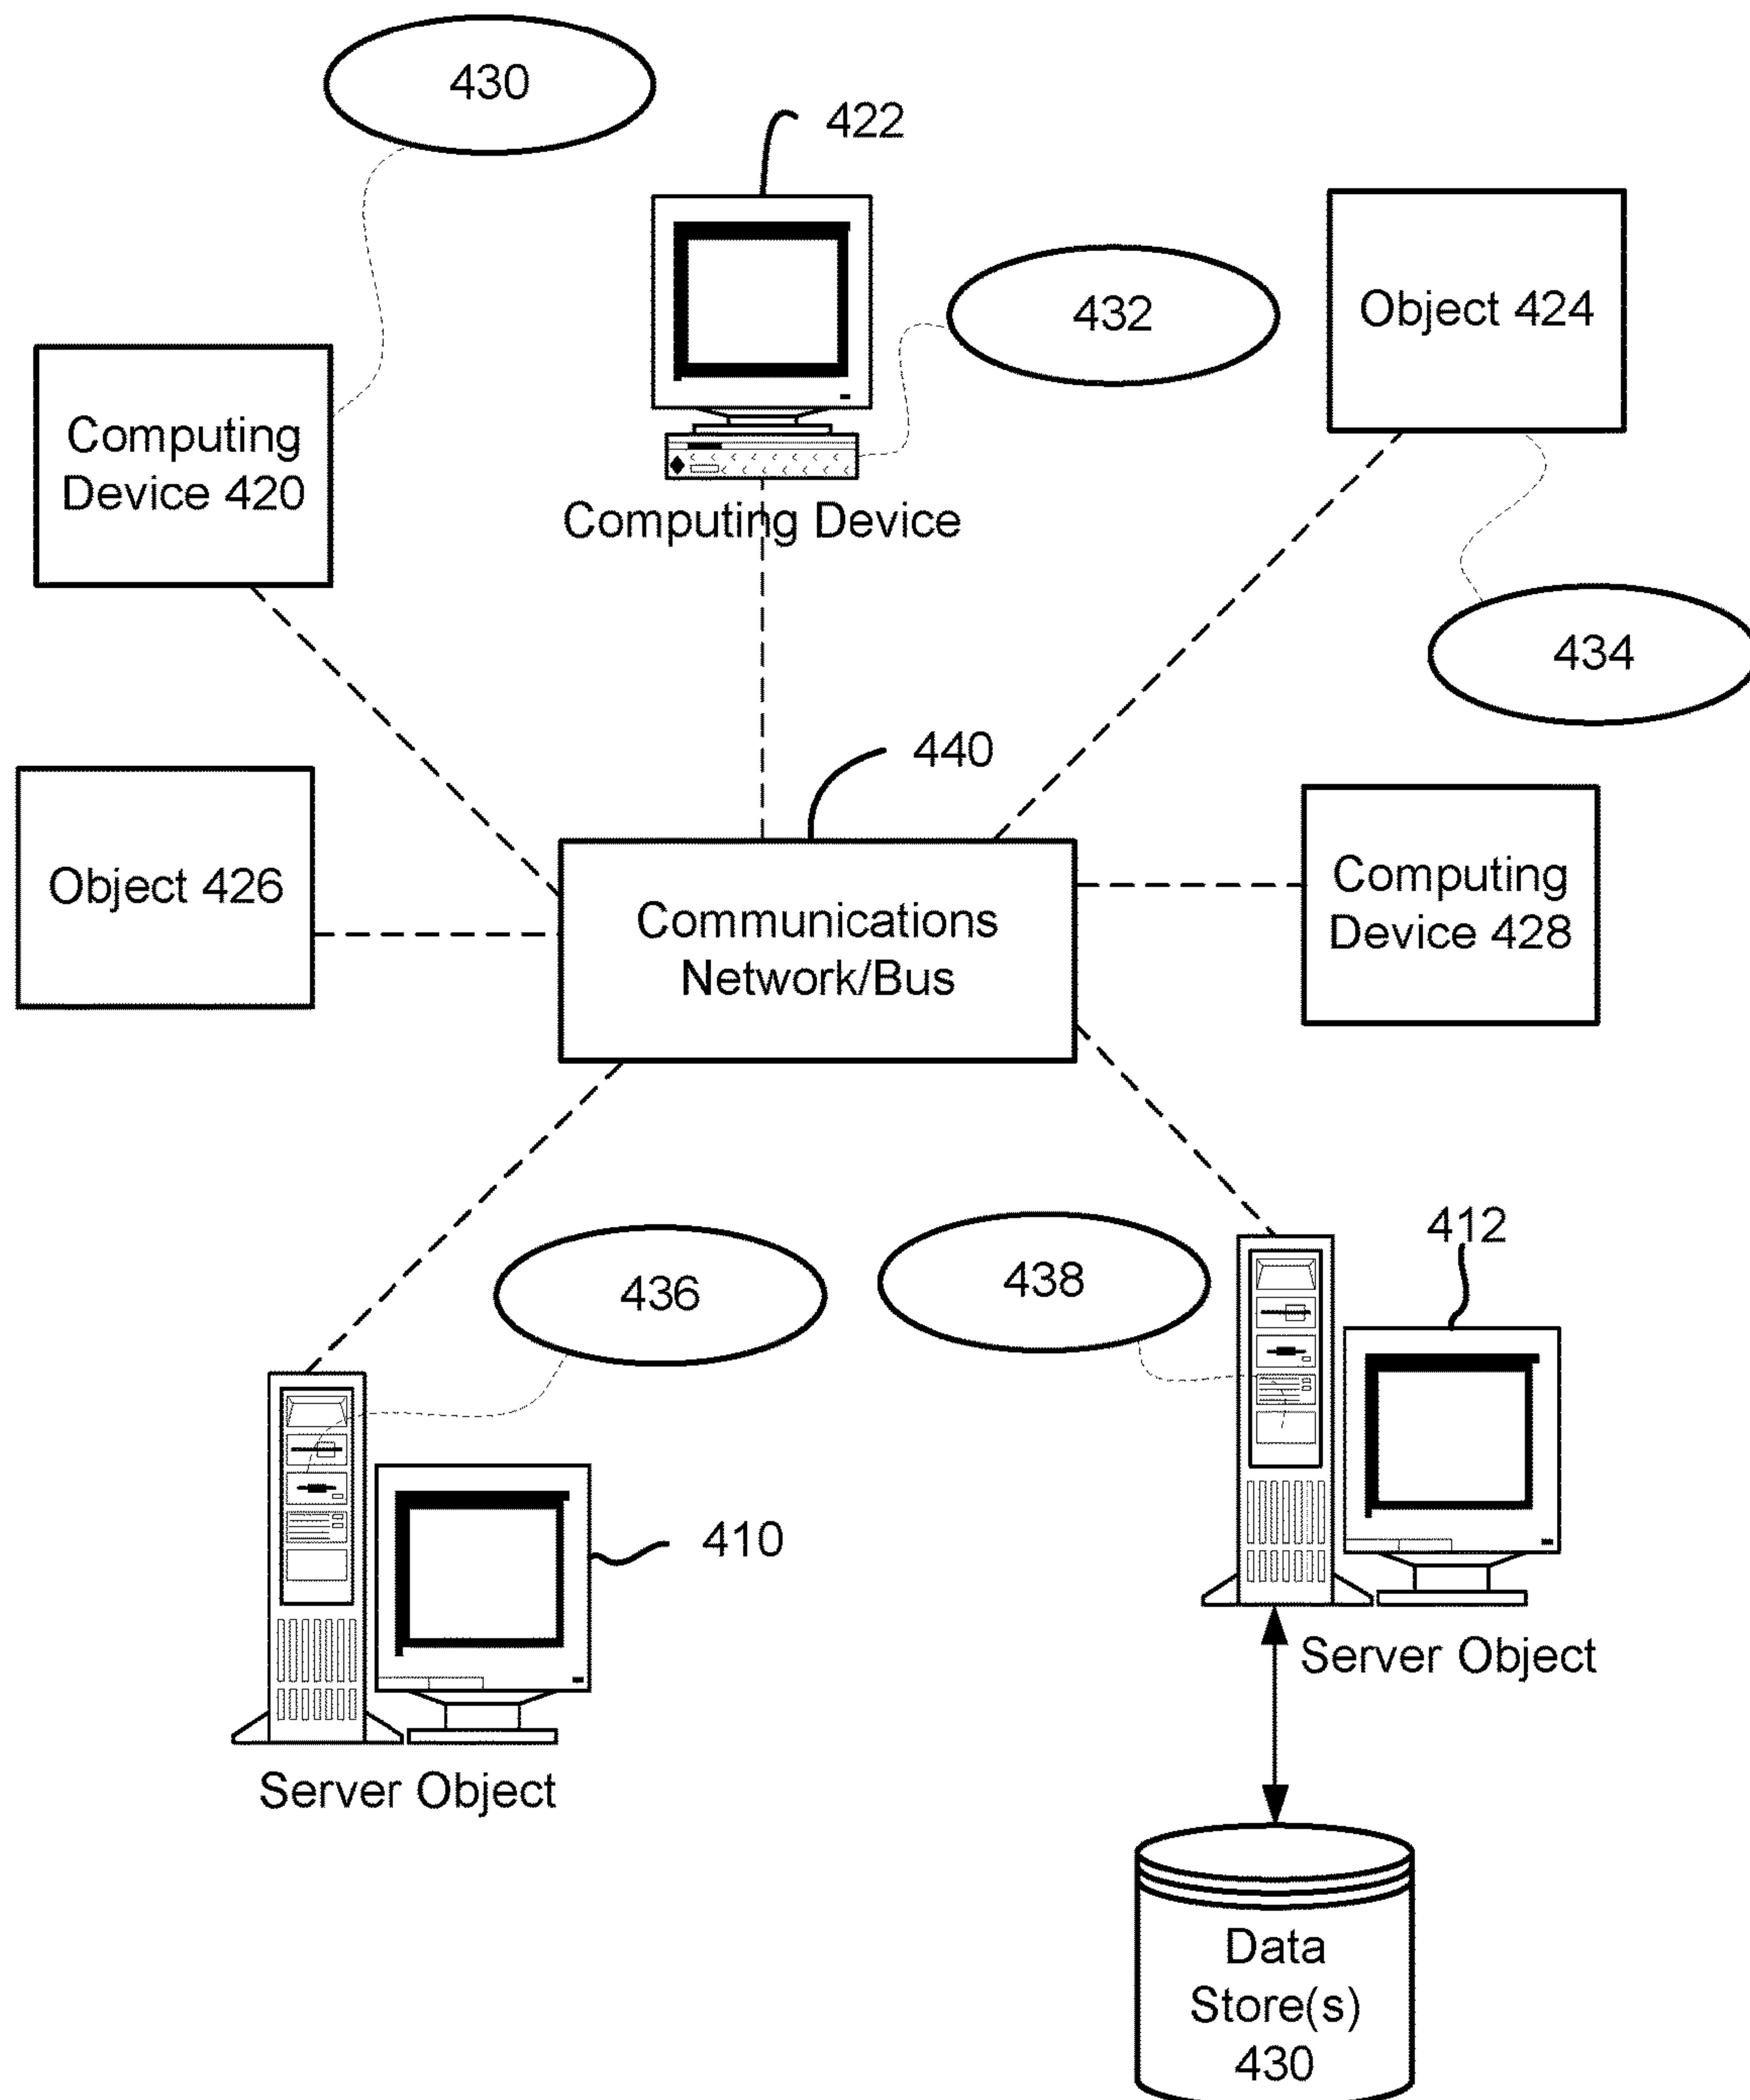 430
422
Object 424
432
Computing
Device 420
Computing Device
434
440
Object 426
Computing
Device 428
Communications
Network/Bus
412
436
438
410
Server Object
Server Object
Data
Store(s)
430